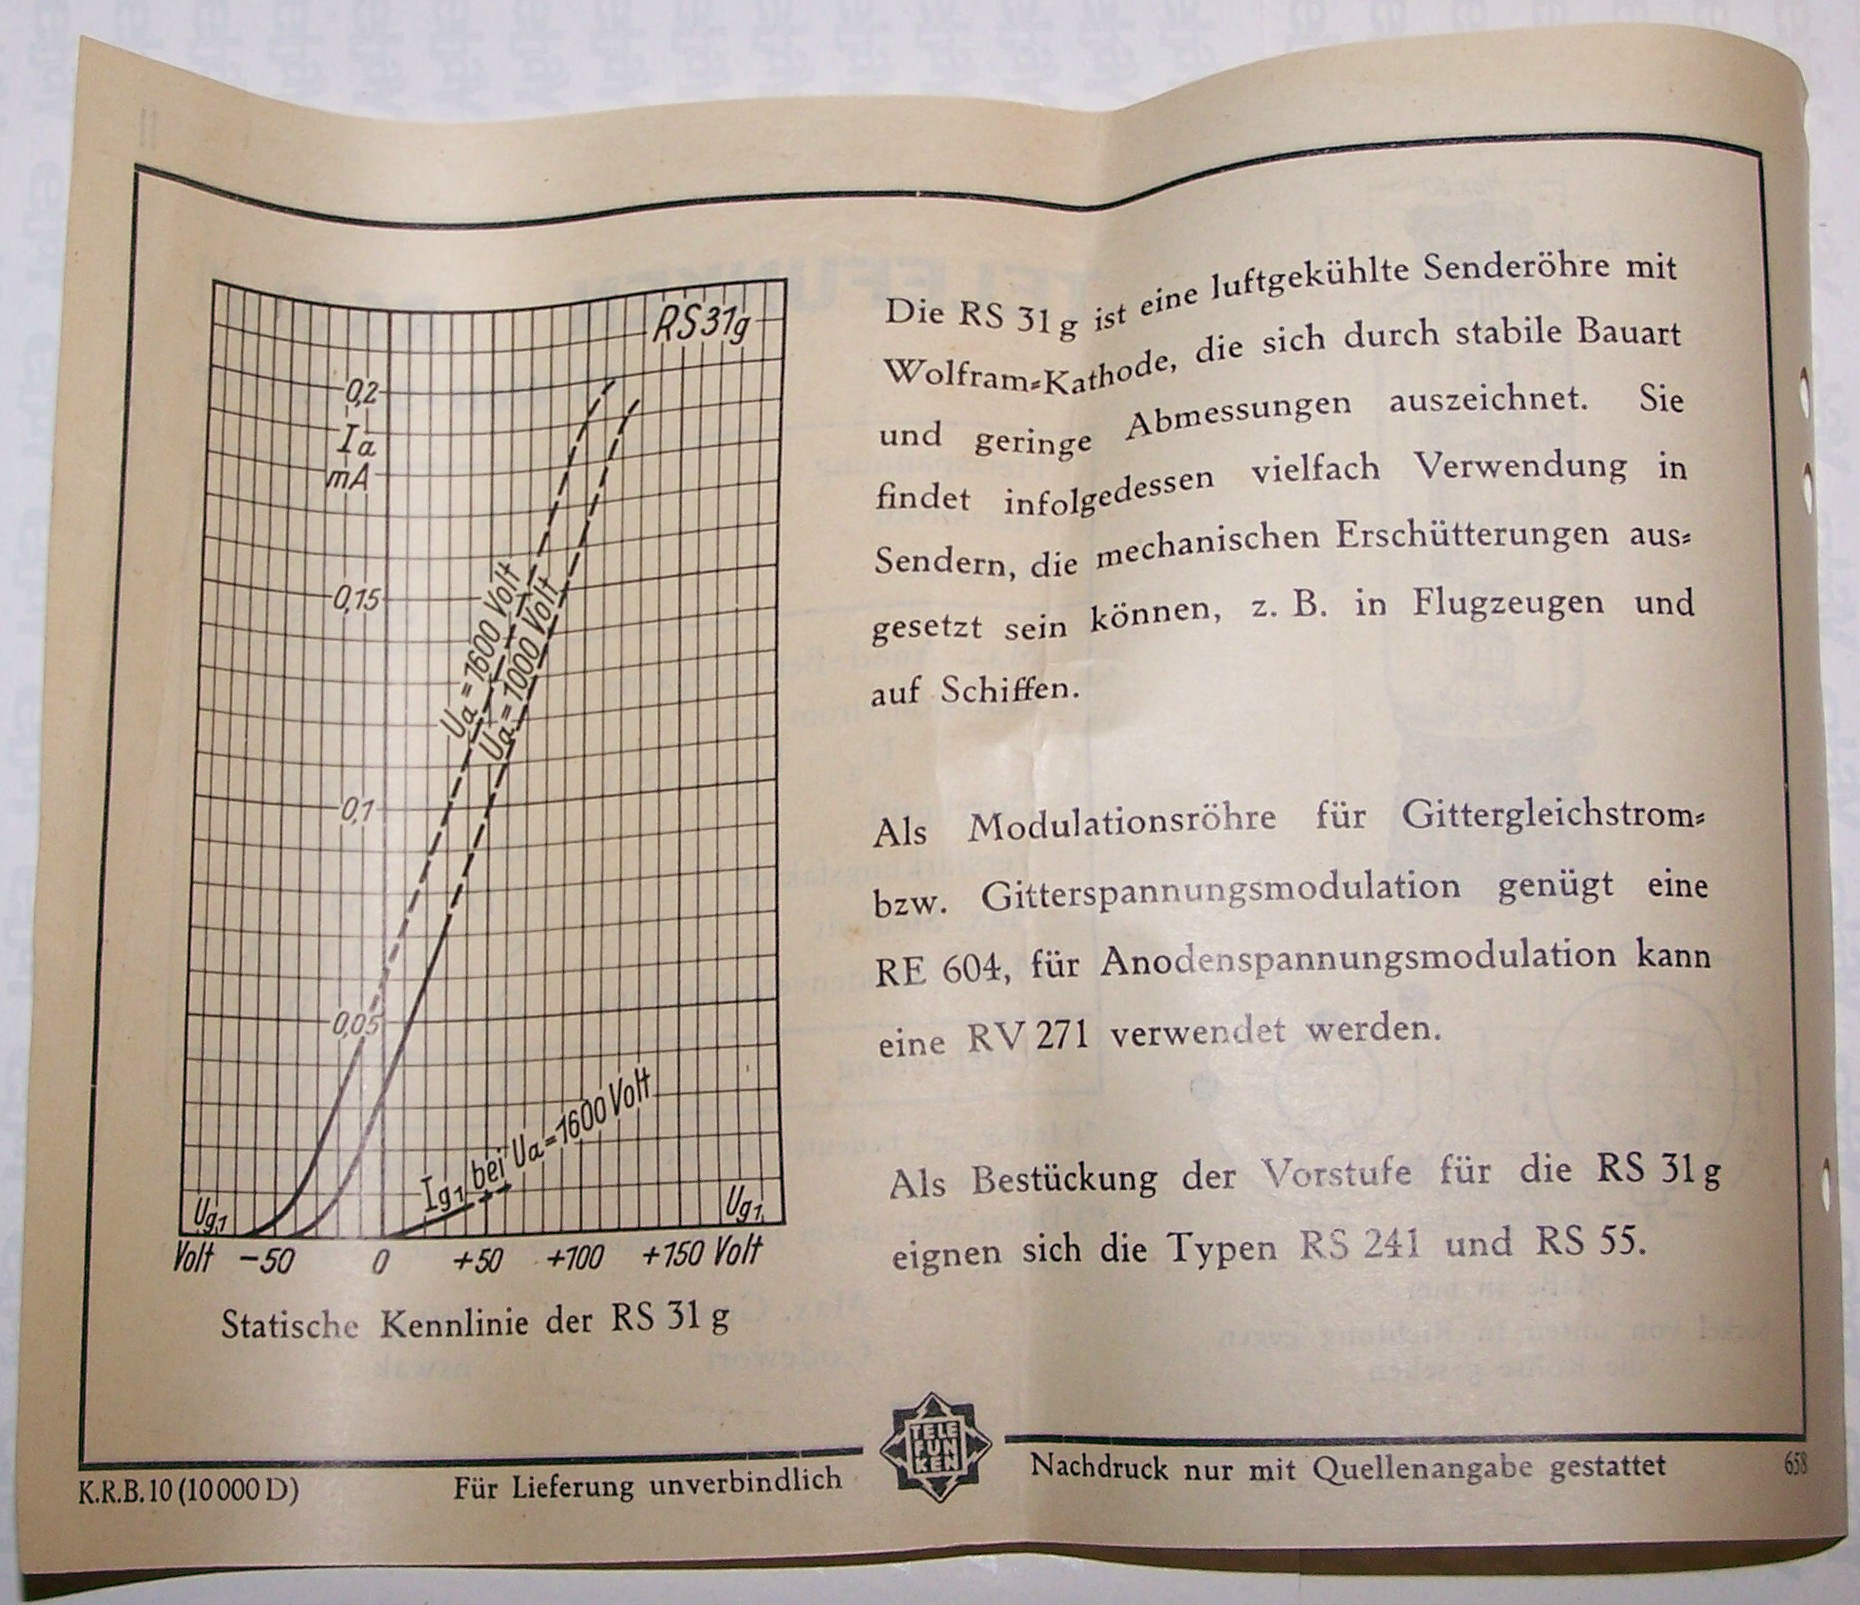 RS31g
0,2
Ia
mA
0,15
0,1
0,05
Ua=1600 Volt
Ua=1000 Volt
Ig1 bei Ua=1600 Volt
Ug1
Ug1
Volt −50 0 +50 +100 +150 Volt
Statische Kennlinie der RS 31 g
Die RS 31 g ist eine luftgekühlte Senderöhre mit
Wolfram=Kathode, die sich durch stabile Bauart
und geringe Abmessungen auszeichnet. Sie
findet infolgedessen vielfach Verwendung in
Sendern, die mechanischen Erschütterungen aus=
gesetzt sein können, z. B. in Flugzeugen und
auf Schiffen.
Als Modulationsröhre für Gittergleichstrom=
bzw. Gitterspannungsmodulation genügt eine
RE 604, für Anodenspannungsmodulation kann
eine RV 271 verwendet werden.
Als Bestückung der Vorstufe für die RS 31 g
eignen sich die Typen RS 241 und RS 55.
TELE
FUN
KEN
K.R.B. 10 (10 000 D) Für Lieferung unverbindlich Nachdruck nur mit Quellenangabe gestattet 658